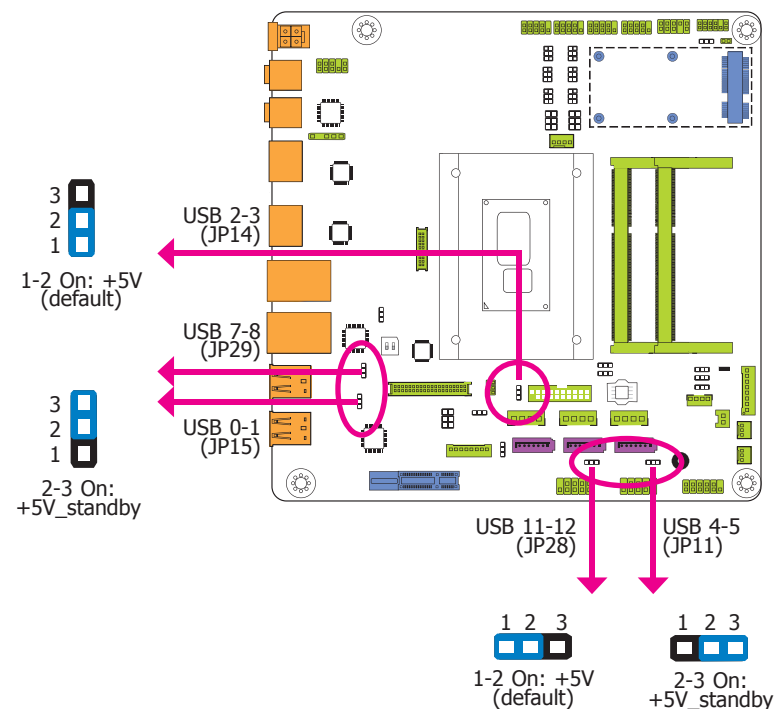 3
2
1
1-2 On: +5V
(default)
USB 2-3
(JP14)
USB 7-8
(JP29)
3
2
1
2-3 On:
+5V_standby
USB 0-1
(JP15)
USB 11-12
(JP28)
USB 4-5
(JP11)
1 2 3
1-2 On: +5V
(default)
1 2 3
2-3 On:
+5V_standby